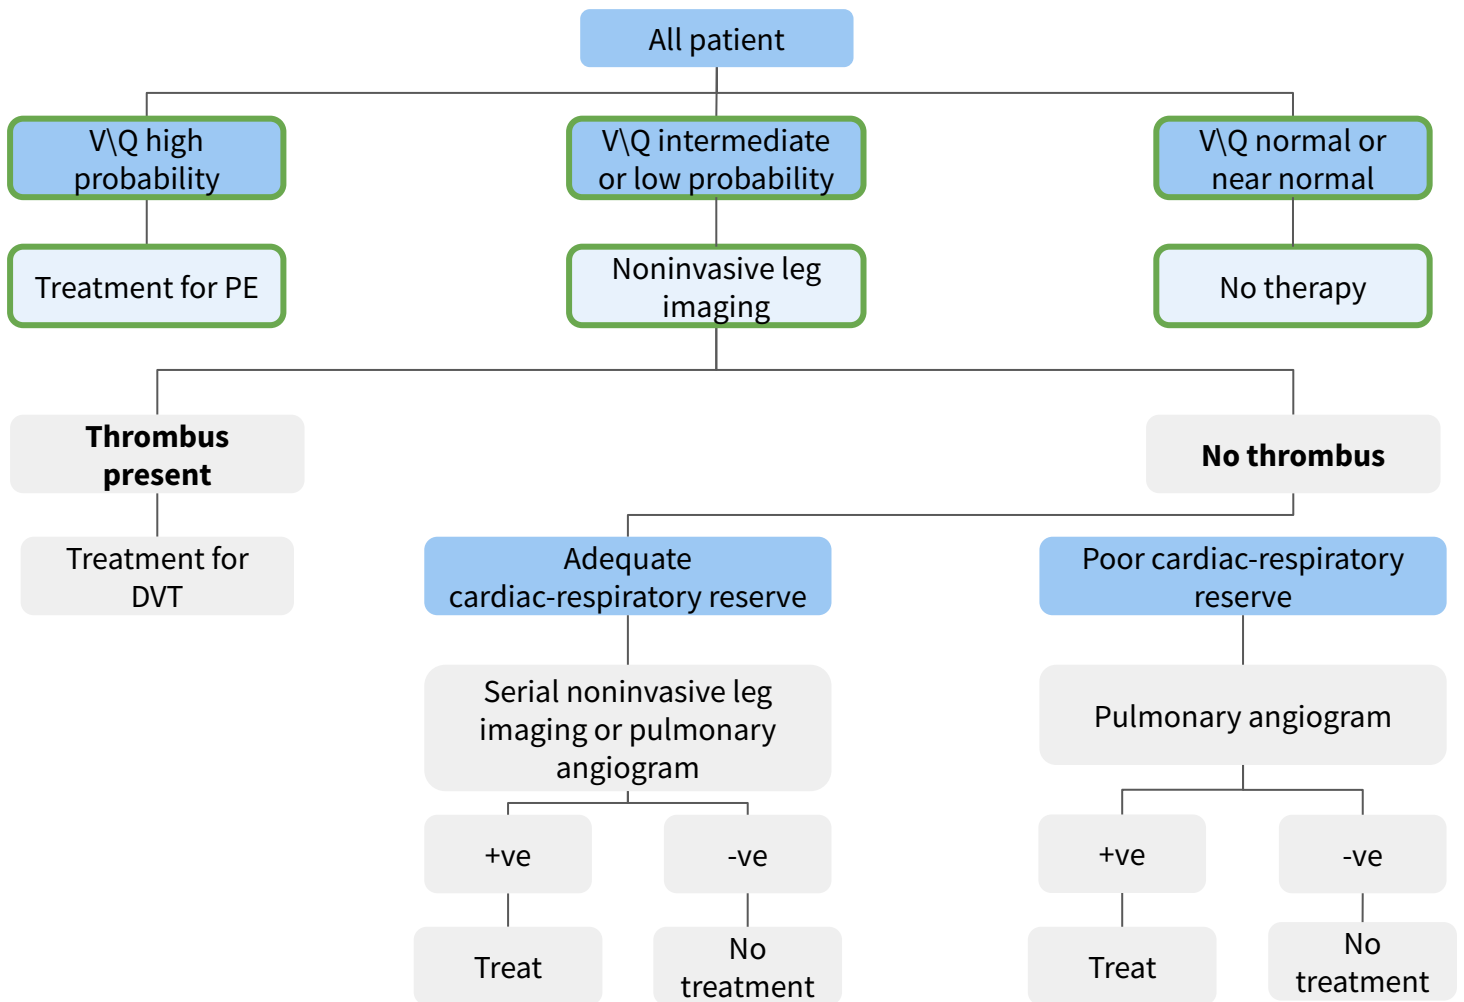 All patient
V\Q high
probability
V\Q intermediate
or low probability
V\Q normal or
near normal
Treatment for PE
Noninvasive leg
imaging
No therapy
Thrombus
present
No thrombus
Treatment for
DVT
Adequate
cardiac-respiratory reserve
Poor cardiac-respiratory
reserve
Serial noninvasive leg
imaging or pulmonary
angiogram
Pulmonary angiogram
+ve
-ve
+ve
-ve
Treat
No
treatment
Treat
No
treatment